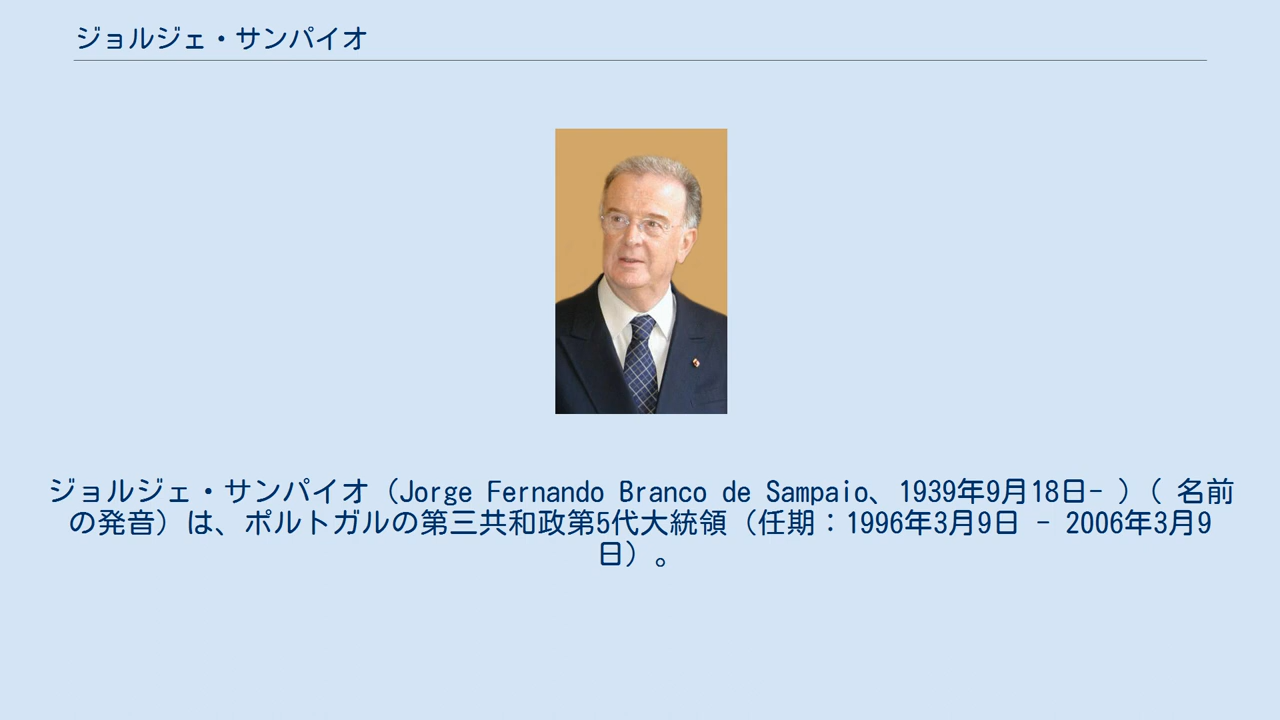 ジョルジェ・サンパイオ
ジョルジェ・サンパイオ（Jorge Fernando Branco de Sampaio、1939年9月18日- ）( 名前
の発音）は、ポルトガルの第三共和政第5代大統領（任期：1996年3月9日 - 2006年3月9
日）。